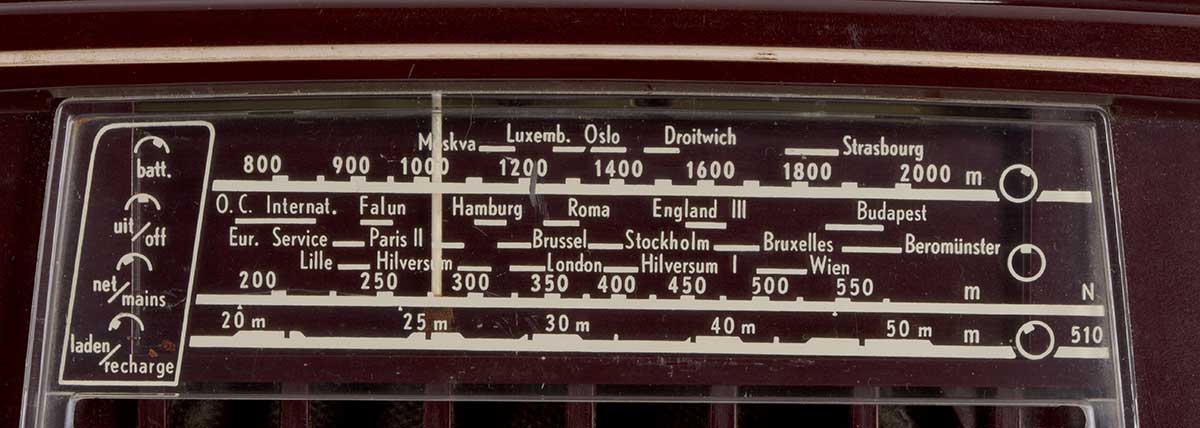 batt.
uit/off
net/mains
laden/recharge
Moskva Luxemb. Oslo Droitwich Strasbourg
800 900 1000 1200 1400 1600 1800 2000 m
O.C. Internat. Falun Hamburg Roma England III Budapest
Eur. Service Paris II Brussel Stockholm Bruxelles Beromünster
Lille Hilversum London Hilversum I Wien
200 250 300 350 400 450 500 550 m N
20 m 25 m 30 m 40 m 50 m m 510